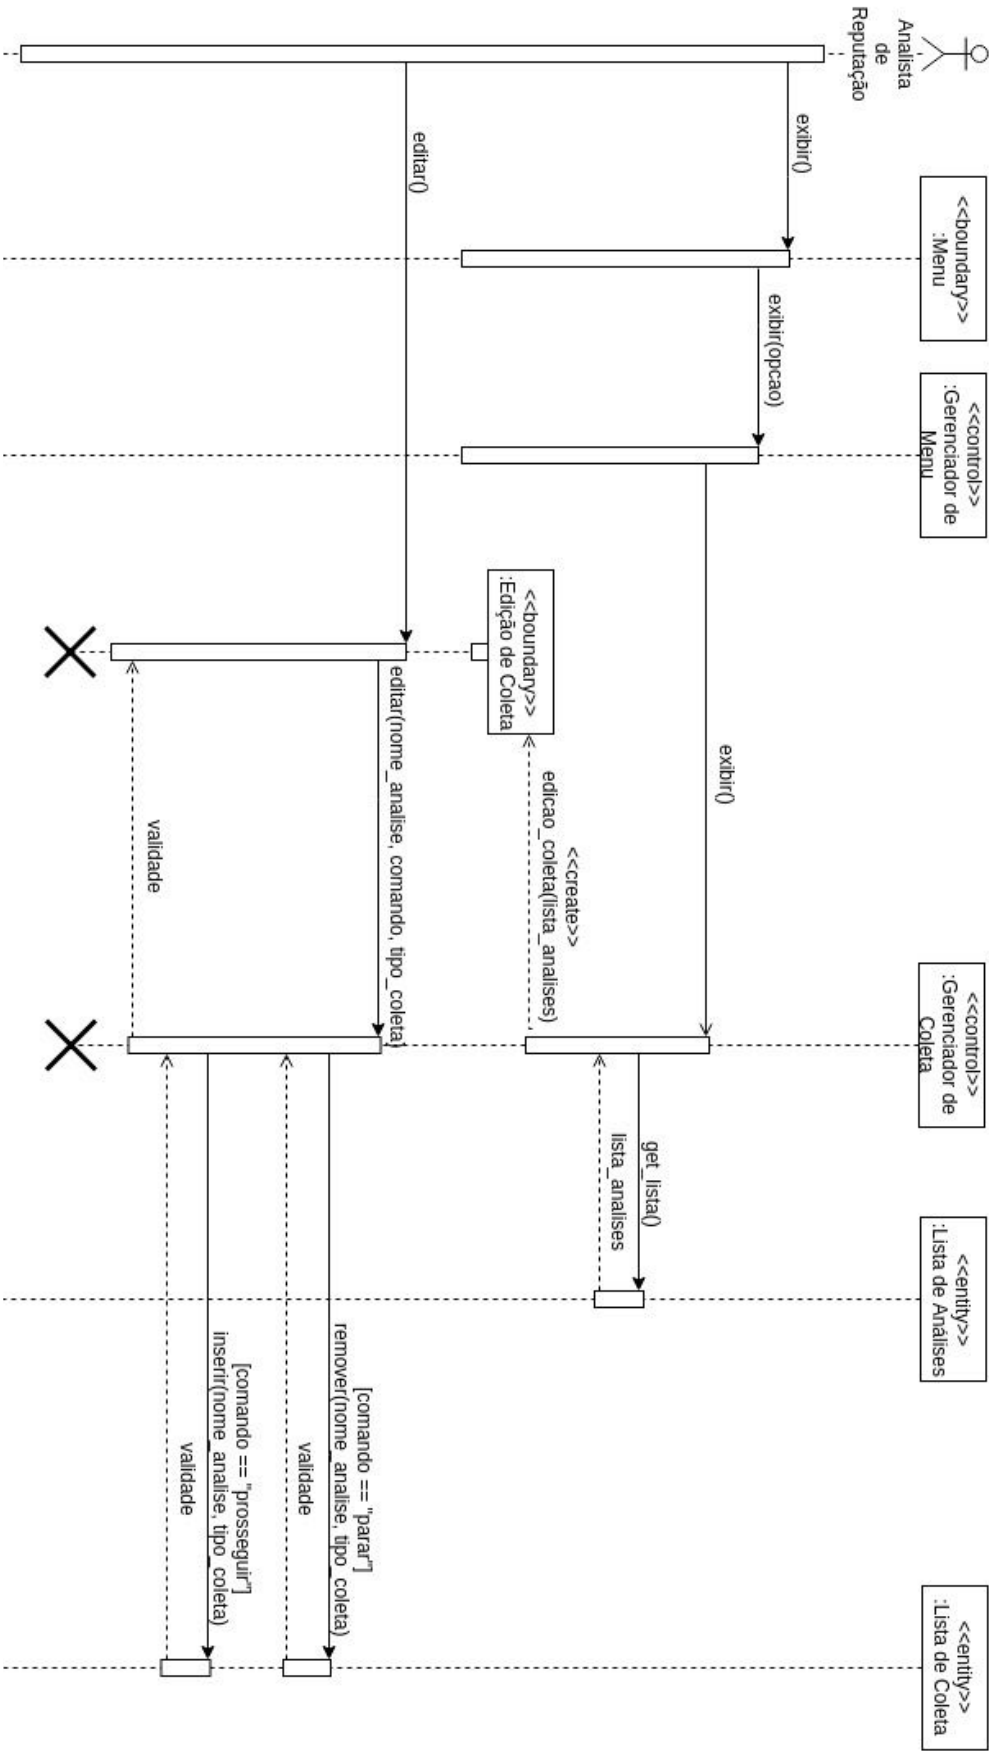 Analista
de
Reputação
<<boundary>>
:Menu
<<control>>
:Gerenciador de
Menu
<<control>>
:Gerenciador de
Coleta
<<entity>>
:Lista de Análises
<<entity>>
:Lista de Coleta
exibir()
exibir(opcao)
exibir()
get_lista()
lista_analises
<<create>>
edicao_coleta(lista_analises)
<<boundary>>
:Edição de Coleta
editar()
editar(nome_analise, comando, tipo_coleta)
[comando == "parar"]
remover(nome_analise, tipo_coleta)
validade
[comando == "prosseguir"]
inserir(nome_analise, tipo_coleta)
validade
validade